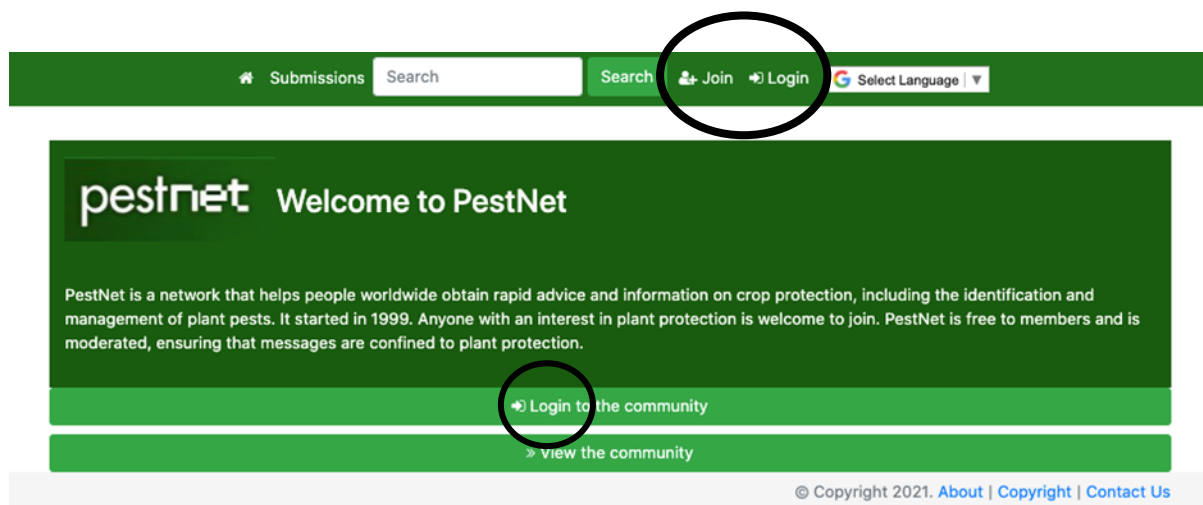 Submissions Search Search Join Login G Select Language ▼
pestnet Welcome to PestNet
PestNet is a network that helps people worldwide obtain rapid advice and information on crop protection, including the identification and
management of plant pests. It started in 1999. Anyone with an interest in plant protection is welcome to join. PestNet is free to members and is
moderated, ensuring that messages are confined to plant protection.
Login to the community
» View the community
© Copyright 2021. About | Copyright | Contact Us